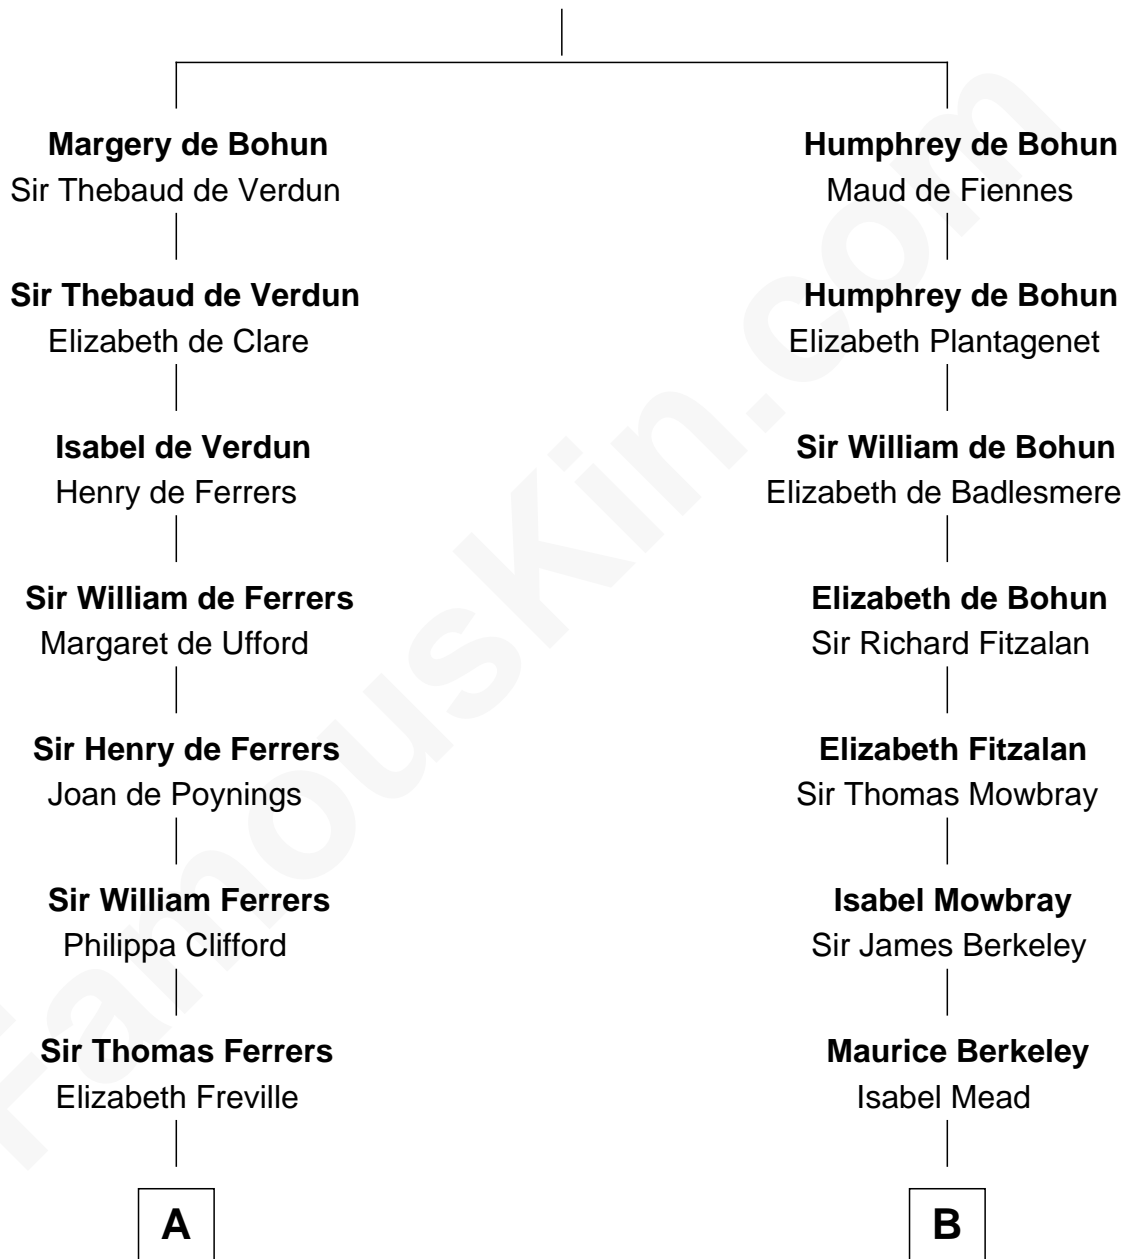 Margery de Bohun
Sir Thebaud de Verdun
Sir Thebaud de Verdun
Elizabeth de Clare
Isabel de Verdun
Henry de Ferrers
Sir William de Ferrers
Margaret de Ufford
Sir Henry de Ferrers
Joan de Poynings
Sir William Ferrers
Philippa Clifford
Sir Thomas Ferrers
Elizabeth Freville
A
Humphrey de Bohun
Maud de Fiennes
Humphrey de Bohun
Elizabeth Plantagenet
Sir William de Bohun
Elizabeth de Badlesmere
Elizabeth de Bohun
Sir Richard Fitzalan
Elizabeth Fitzalan
Sir Thomas Mowbray
Isabel Mowbray
Sir James Berkeley
Maurice Berkeley
Isabel Mead
B
FamousKin.com